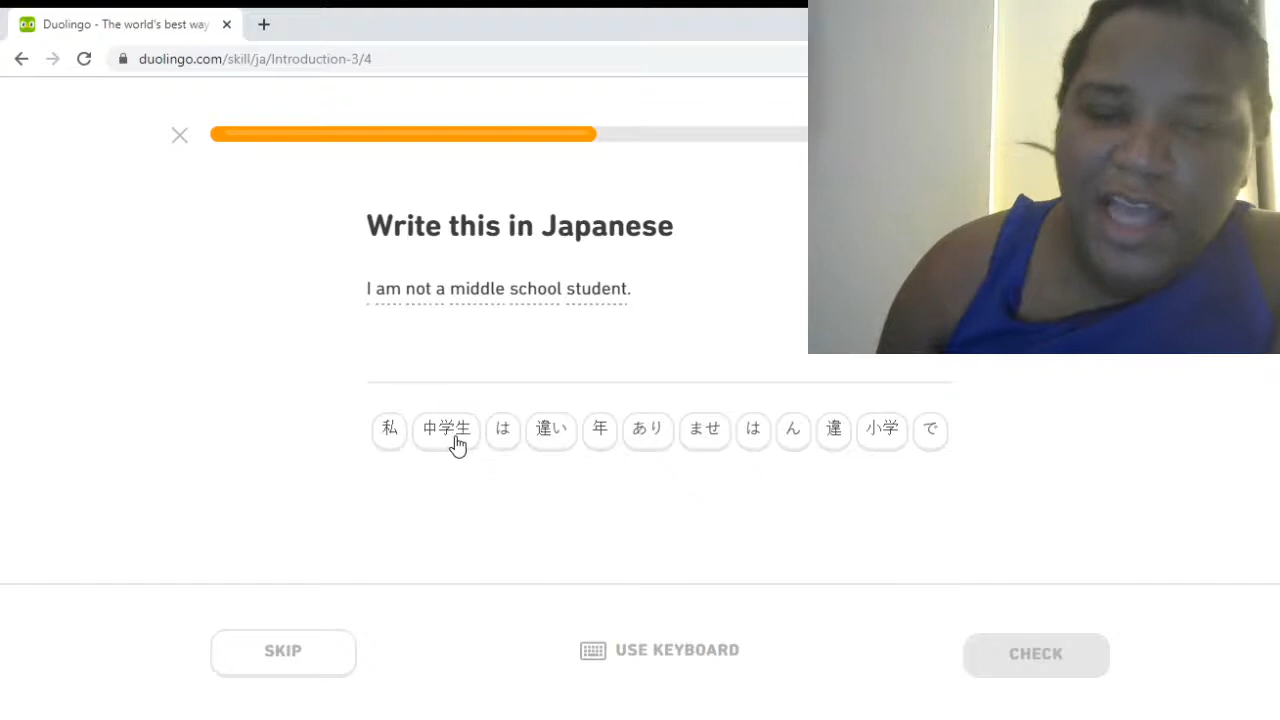 Duolingo - The world's best way
duolingo.com/skill/ja/Introduction-3/4
Write this in Japanese
I am not a middle school student.
私 中学生 は 違い 年 あり ませ は ん 違 小学 で
SKIP
USE KEYBOARD
CHECK